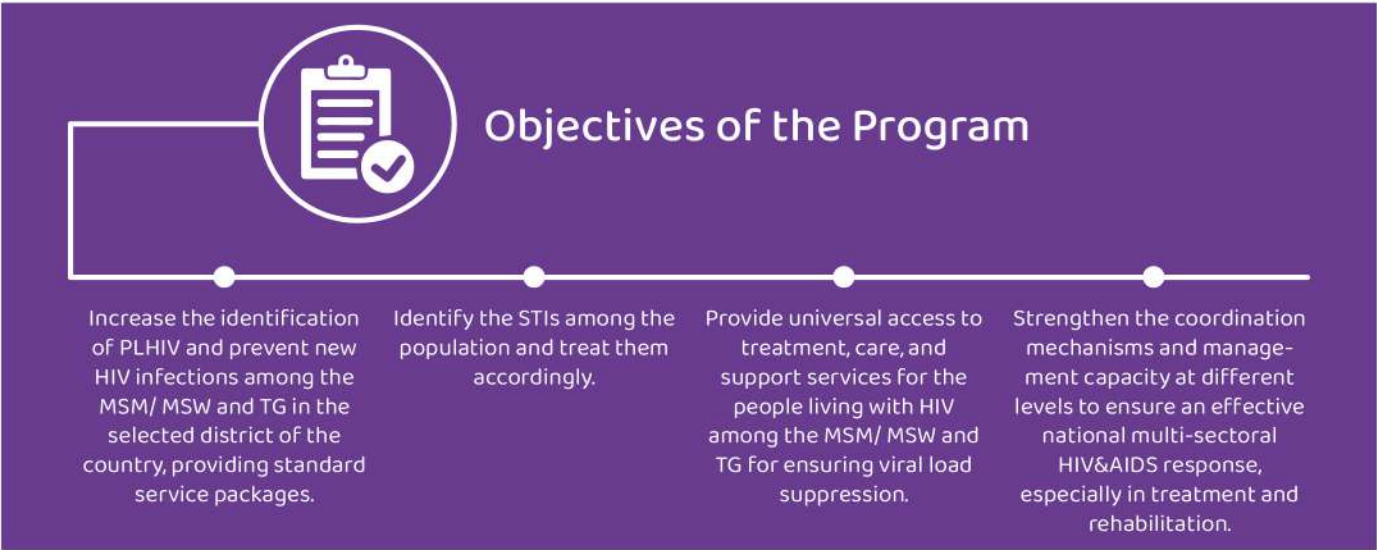 Objectives of the Program
Increase the identification
of PLHIV and prevent new
HIV infections among the
MSM/ MSW and TG in the
selected district of the
country, providing standard
service packages.
Identify the STIs among the
population and treat them
accordingly.
Provide universal access to
treatment, care, and
support services for the
people living with HIV
among the MSM/ MSW and
TG for ensuring viral load
suppression.
Strengthen the coordination
mechanisms and manage-
ment capacity at different
levels to ensure an effective
national multi-sectoral
HIV&AIDS response,
especially in treatment and
rehabilitation.